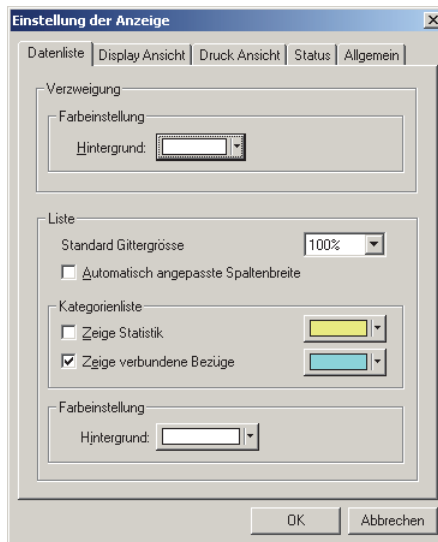 Einstellung der Anzeige
Datenliste Display Ansicht Druck Ansicht Status Allgemein
Verzweigung
Farbeinstellung
Hintergrund:
Liste
Standard Gittergrösse 100%
Automatisch angepasste Spaltenbreite
Kategorienliste
Zeige Statistik
Zeige verbundene Bezüge
Farbeinstellung
Hintergrund:
OK Abbrechen